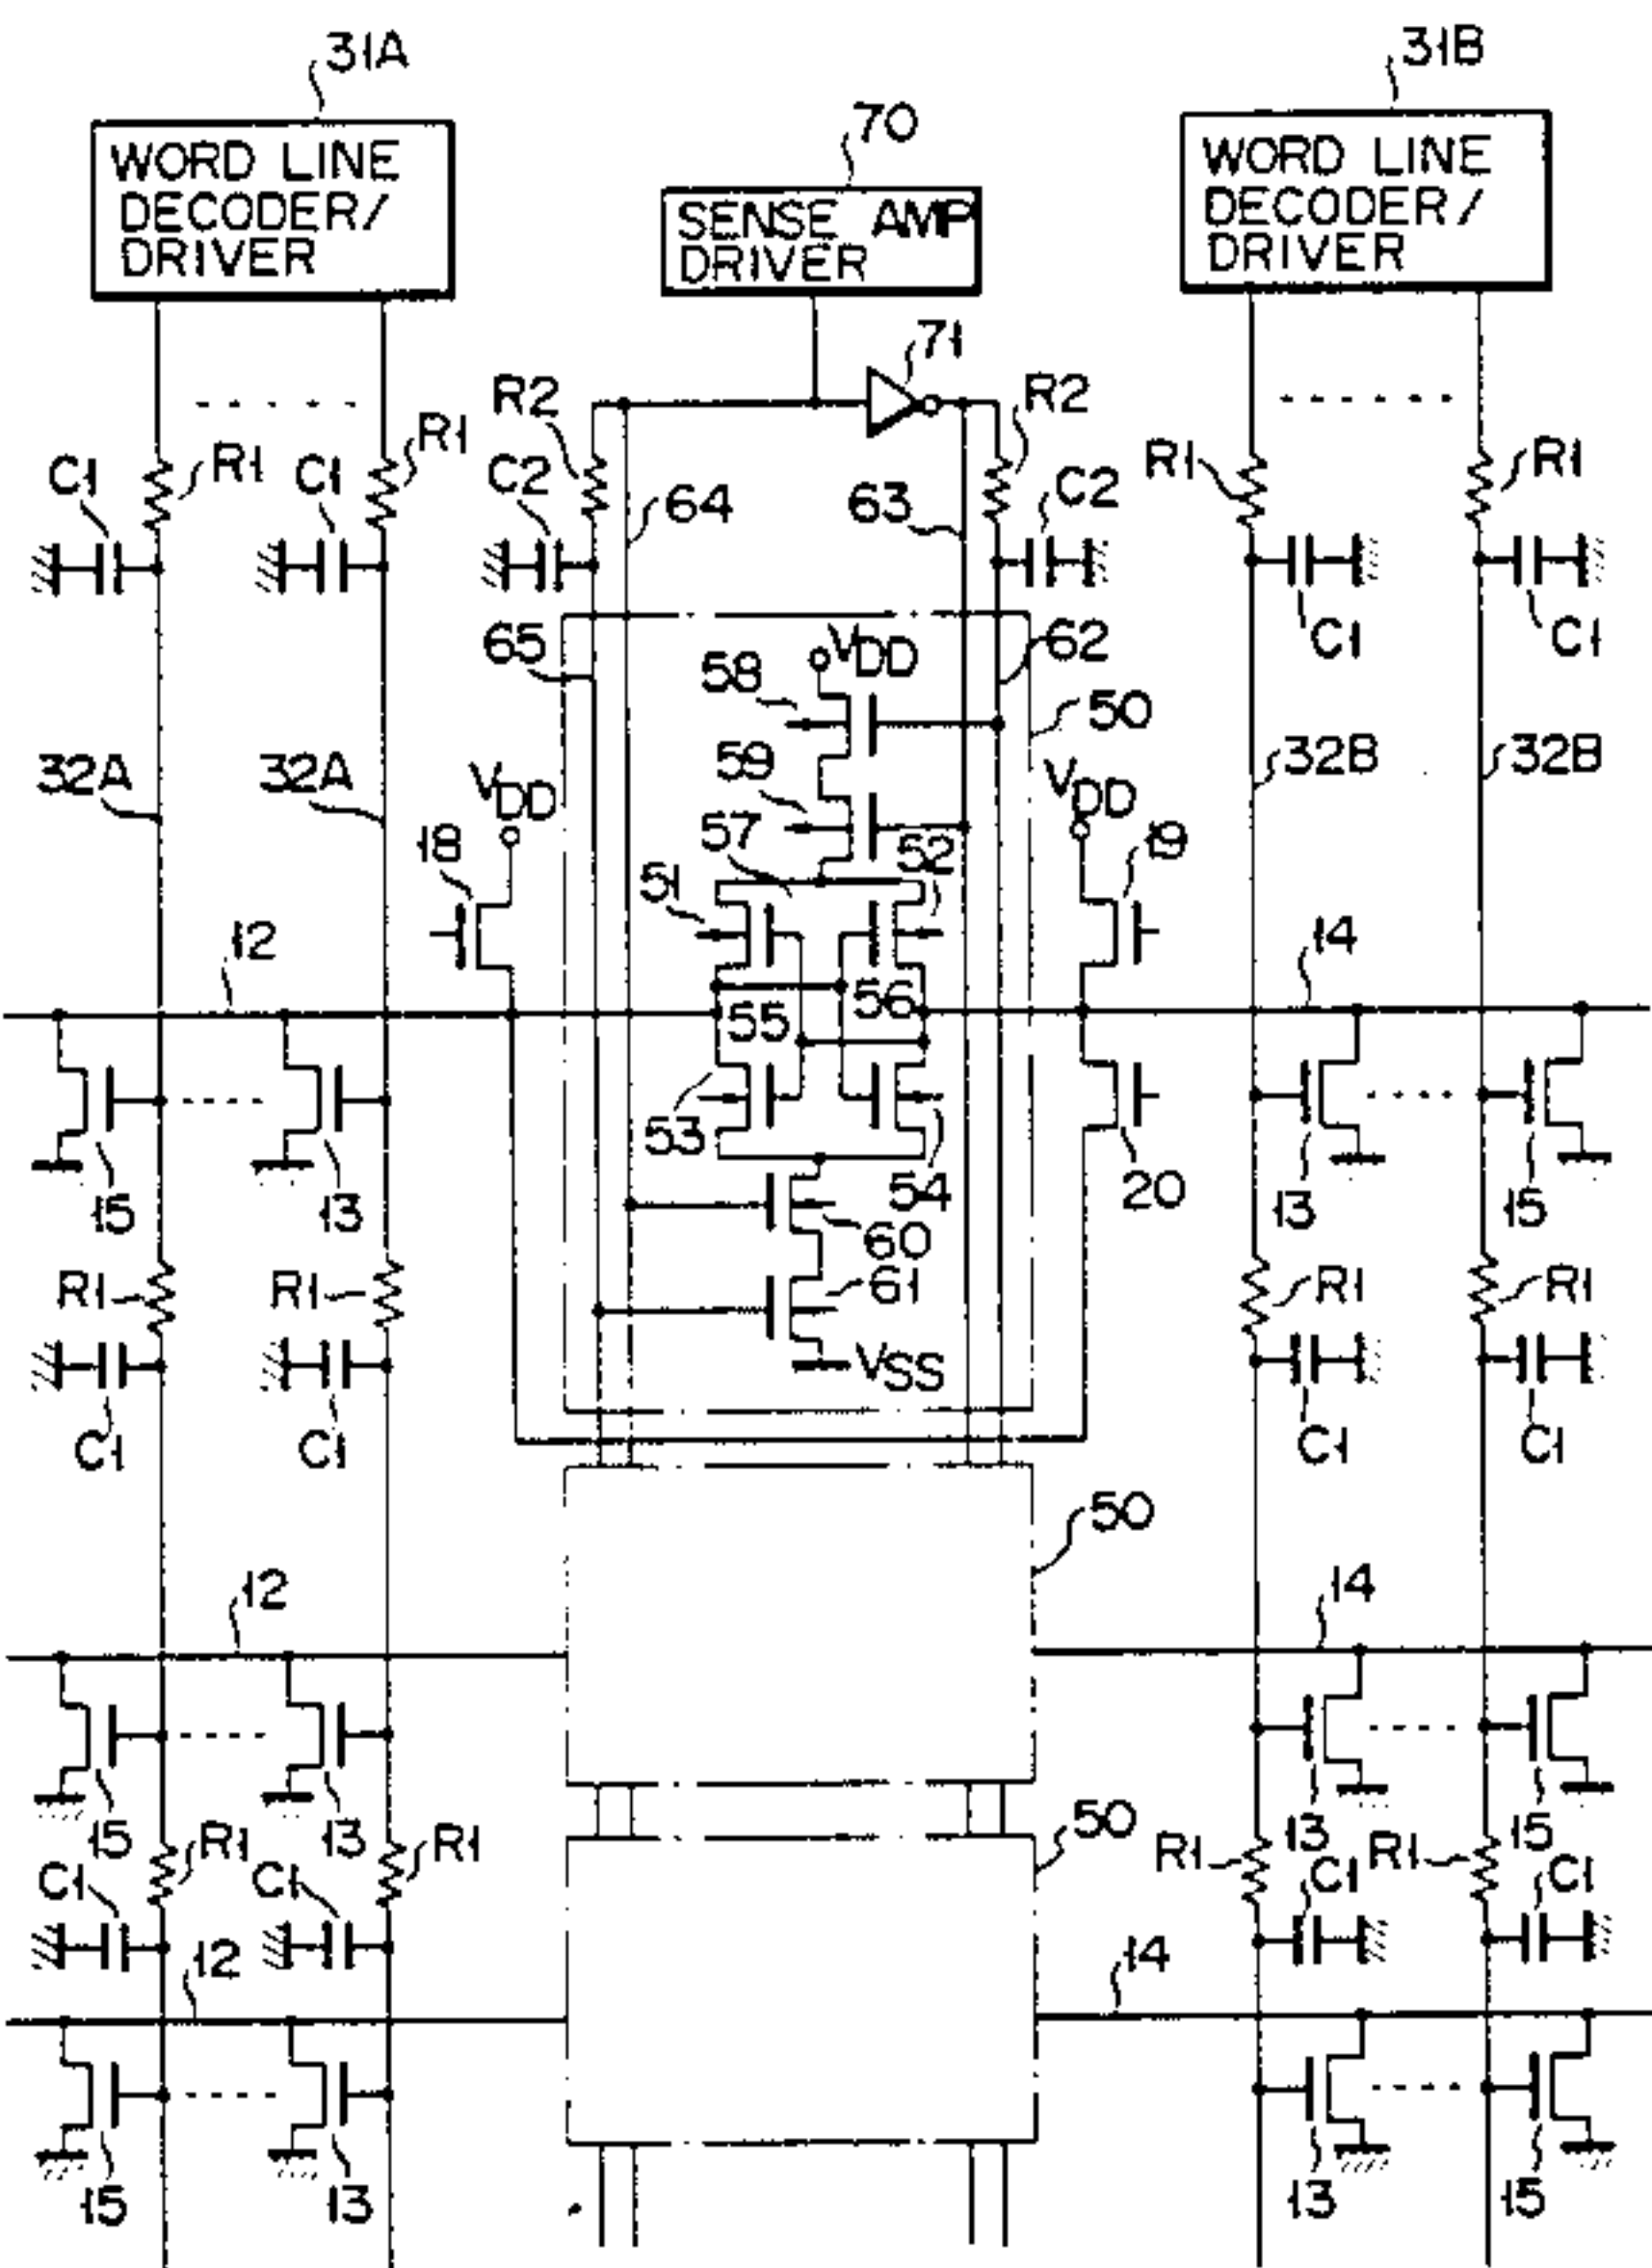 31A
31B
70
WORD LINE
DECODER/
DRIVER
SENSE AMP
DRIVER
WORD LINE
DECODER/
DRIVER
71
R2
R2
R1
R1
R1
R1
C1
C1
C2
C2
64
63
C1
C1
65
VDD
62
58
50
59
32A
32A
VDD
VDD
32B
32B
18
57
52
19
51
12
14
55
56
53
54
20
15
13
13
15
60
61
R1
R1
R1
R1
VSS
C1
C1
C1
C1
50
12
14
15
13
13
15
50
R1
R1
R1
R1
C1
C1
C1
C1
12
14
15
13
13
15